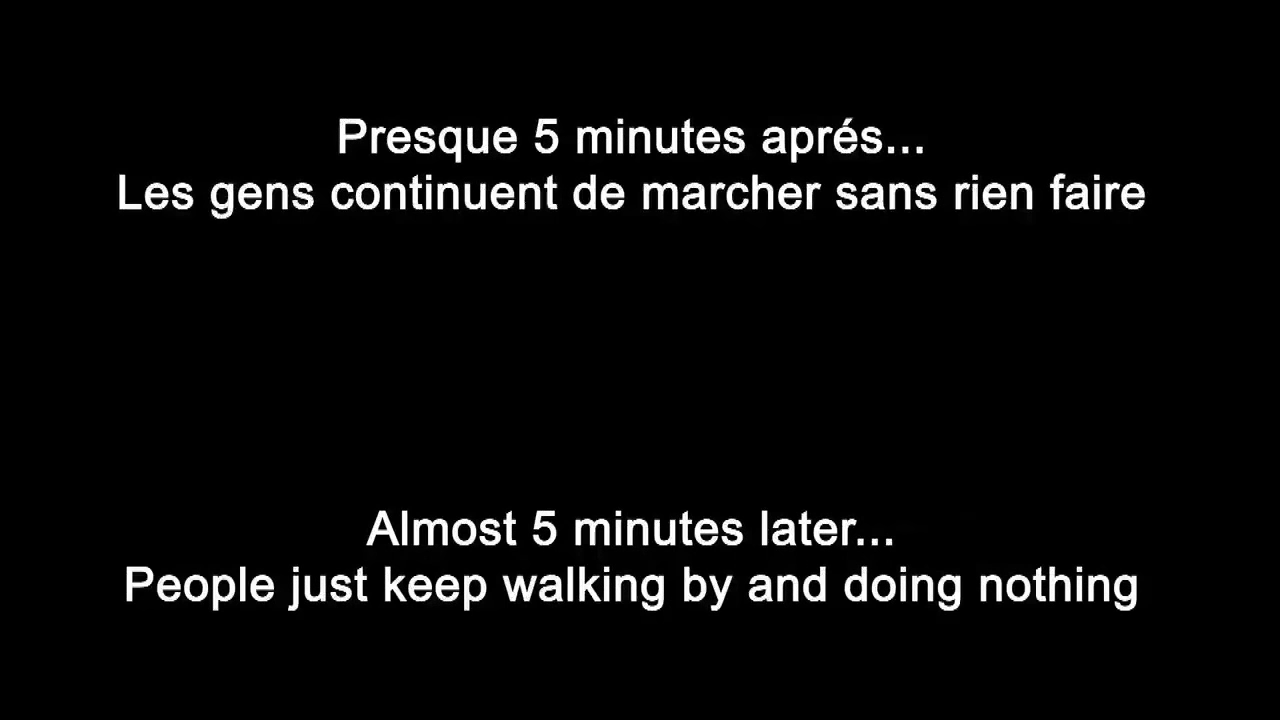 Presque 5 minutes aprés...
Les gens continuent de marcher sans rien faire
Almost 5 minutes later...
People just keep walking by and doing nothing